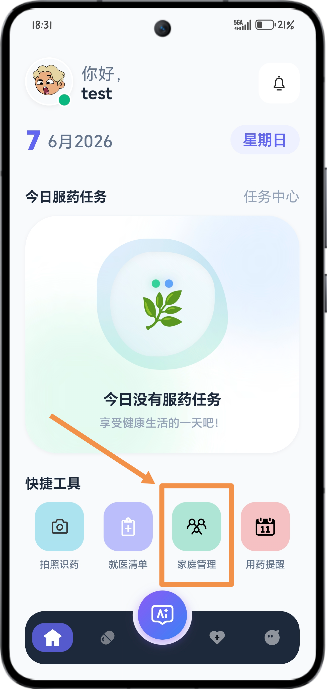 18:31
21%
你好，
test
7 6月2026
星期日
今日服药任务
任务中心
今日没有服药任务
享受健康生活的一天吧！
快捷工具
拍照识药
就医清单
家庭管理
11
用药提醒